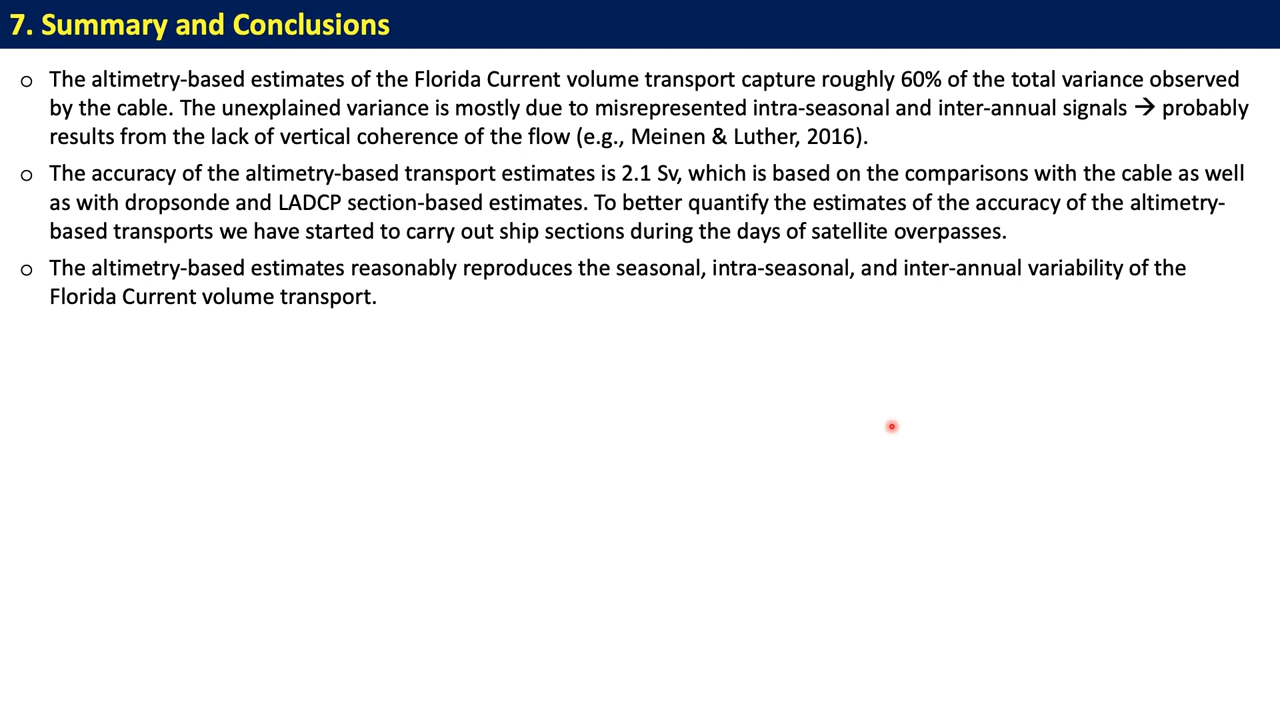 7. Summary and Conclusions
o The altimetry-based estimates of the Florida Current volume transport capture roughly 60% of the total variance observed
by the cable. The unexplained variance is mostly due to misrepresented intra-seasonal and inter-annual signals → probably
results from the lack of vertical coherence of the flow (e.g., Meinen & Luther, 2016).
o The accuracy of the altimetry-based transport estimates is 2.1 Sv, which is based on the comparisons with the cable as well
as with dropsonde and LADCP section-based estimates. To better quantify the estimates of the accuracy of the altimetry-
based transports we have started to carry out ship sections during the days of satellite overpasses.
o The altimetry-based estimates reasonably reproduces the seasonal, intra-seasonal, and inter-annual variability of the
Florida Current volume transport.